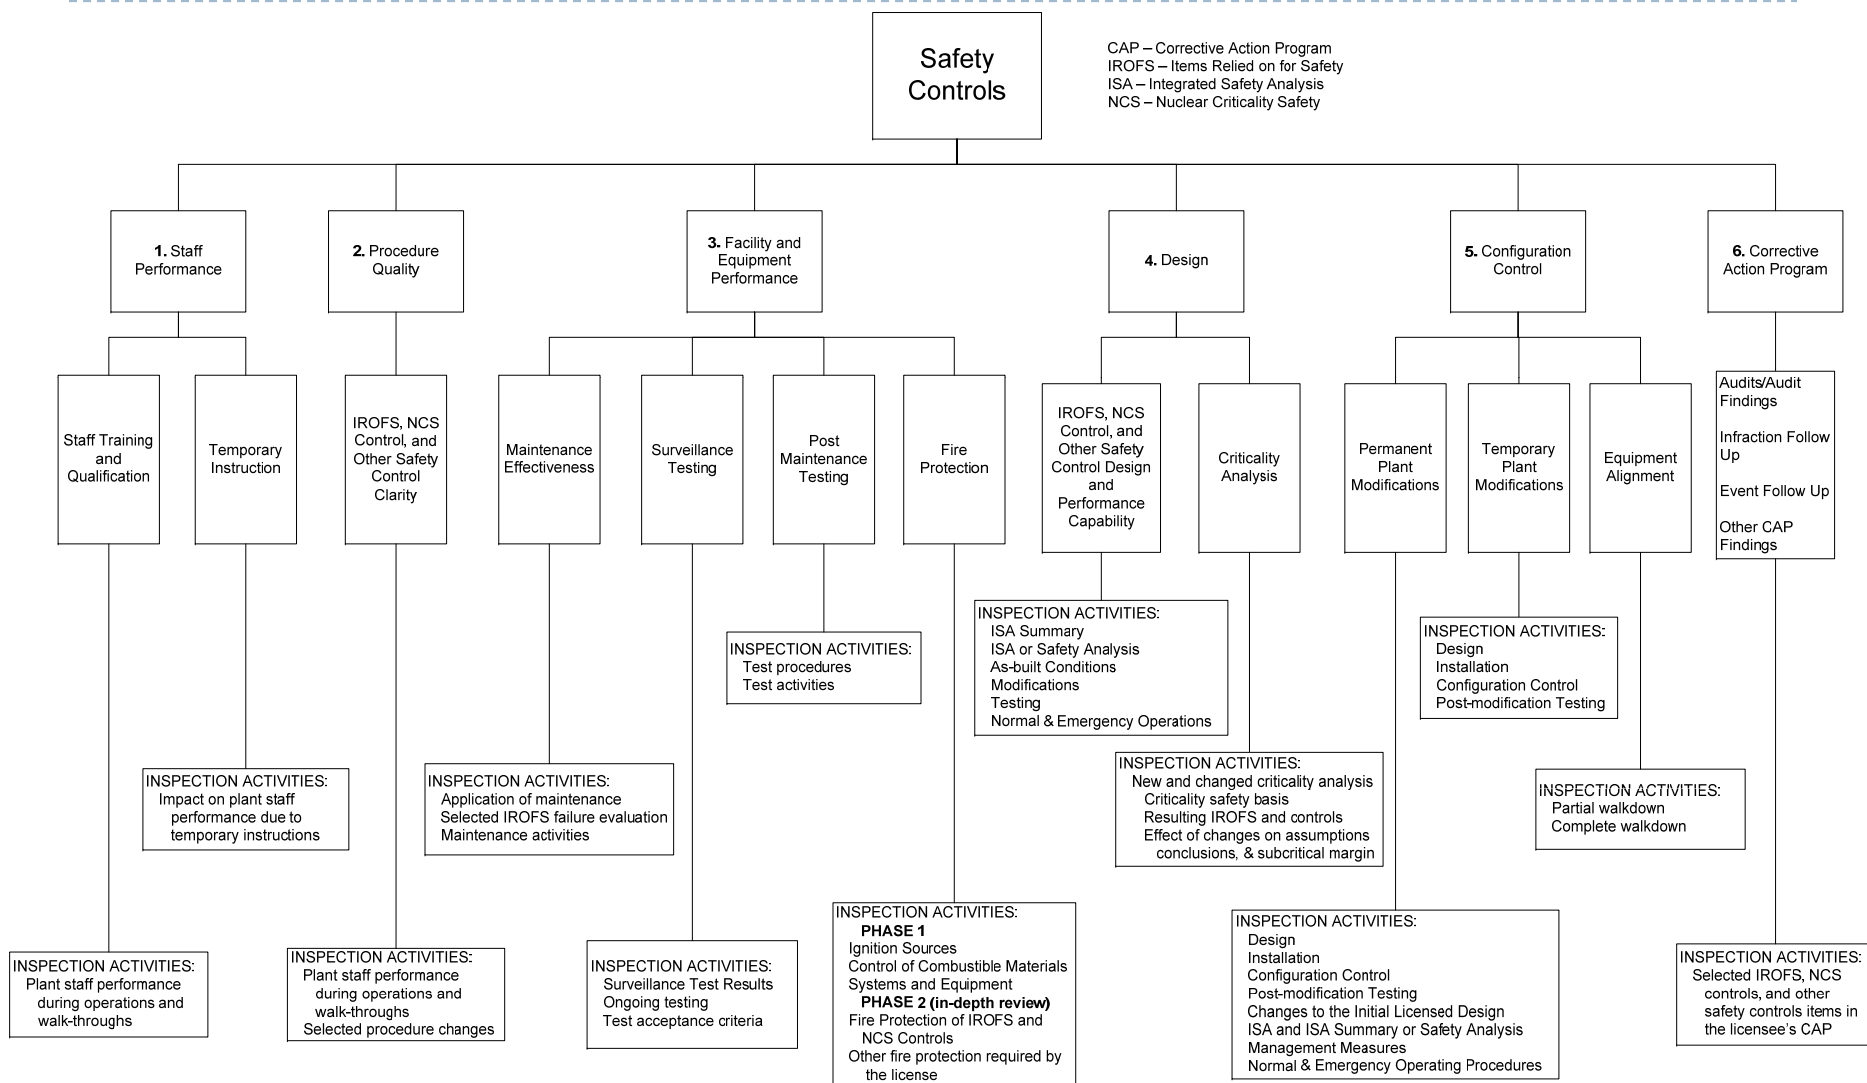 Safety
Controls
CAP – Corrective Action Program
IROFS – Items Relied on for Safety
ISA – Integrated Safety Analysis
NCS – Nuclear Criticality Safety
1. Staff
Performance
2. Procedure
Quality
3. Facility and
Equipment
Performance
4. Design
5. Configuration
Control
6. Corrective
Action Program
Staff Training
and
Qualification
Temporary
Instruction
IROFS, NCS
Control, and
Other Safety
Control
Clarity
Maintenance
Effectiveness
Surveillance
Testing
Post
Maintenance
Testing
Fire
Protection
IROFS, NCS
Control, and
Other Safety
Control Design
and
Performance
Capability
Criticality
Analysis
Permanent
Plant
Modifications
Temporary
Plant
Modifications
Equipment
Alignment
Audits/Audit
Findings
Infraction Follow
Up
Event Follow Up
Other CAP
Findings
INSPECTION ACTIVITIES:
Plant staff performance
during operations and
walk-throughs
INSPECTION ACTIVITIES:
Impact on plant staff
performance due to
temporary instructions
INSPECTION ACTIVITIES:
Plant staff performance
during operations and
walk-throughs
Selected procedure changes
INSPECTION ACTIVITIES:
Application of maintenance
Selected IROFS failure evaluation
Maintenance activities
INSPECTION ACTIVITIES:
Surveillance Test Results
Ongoing testing
Test acceptance criteria
INSPECTION ACTIVITIES:
Test procedures
Test activities
INSPECTION ACTIVITIES:
PHASE 1
Ignition Sources
Control of Combustible Materials
Systems and Equipment
PHASE 2 (in-depth review)
Fire Protection of IROFS and
NCS Controls
Other fire protection required by
the license
INSPECTION ACTIVITIES:
ISA Summary
ISA or Safety Analysis
As-built Conditions
Modifications
Testing
Normal & Emergency Operations
INSPECTION ACTIVITIES:
New and changed criticality analysis
Criticality safety basis
Resulting IROFS and controls
Effect of changes on assumptions
conclusions, & subcritical margin
INSPECTION ACTIVITIES:
Design
Installation
Configuration Control
Post-modification Testing
Changes to the Initial Licensed Design
ISA and ISA Summary or Safety Analysis
Management Measures
Normal & Emergency Operating Procedures
INSPECTION ACTIVITIES:
Design
Installation
Configuration Control
Post-modification Testing
INSPECTION ACTIVITIES:
Partial walkdown
Complete walkdown
INSPECTION ACTIVITIES:
Selected IROFS, NCS
controls, and other
safety controls items in
the licensee's CAP